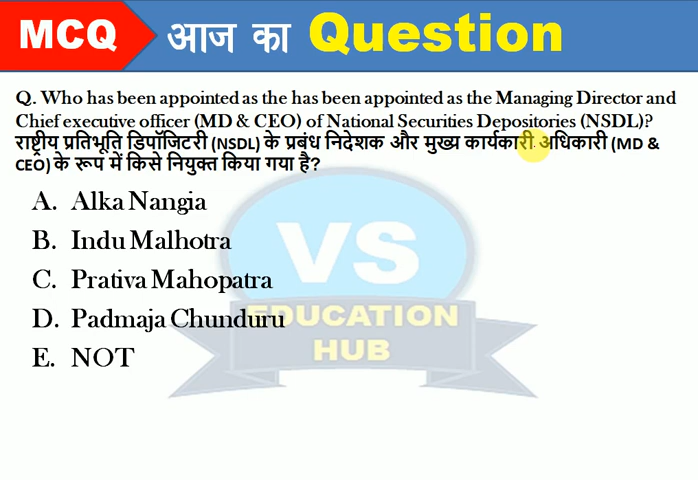 MCQ आज का Question
Q. Who has been appointed as the has been appointed as the Managing Director and
Chief executive officer (MD & CEO) of National Securities Depositories (NSDL)?
राष्ट्रीय प्रतिभूति डिपॉजिटरी (NSDL) के प्रबंध निदेशक और मुख्य कार्यकारी अधिकारी (MD &
CEO) के रूप में किसे नियुक्त किया गया है?
A. Alka Nangia
B. Indu Malhotra
C. Prativa Mahopatra
D. Padmaja Chunduru
E. NOT
VS
EDUCATION
HUB